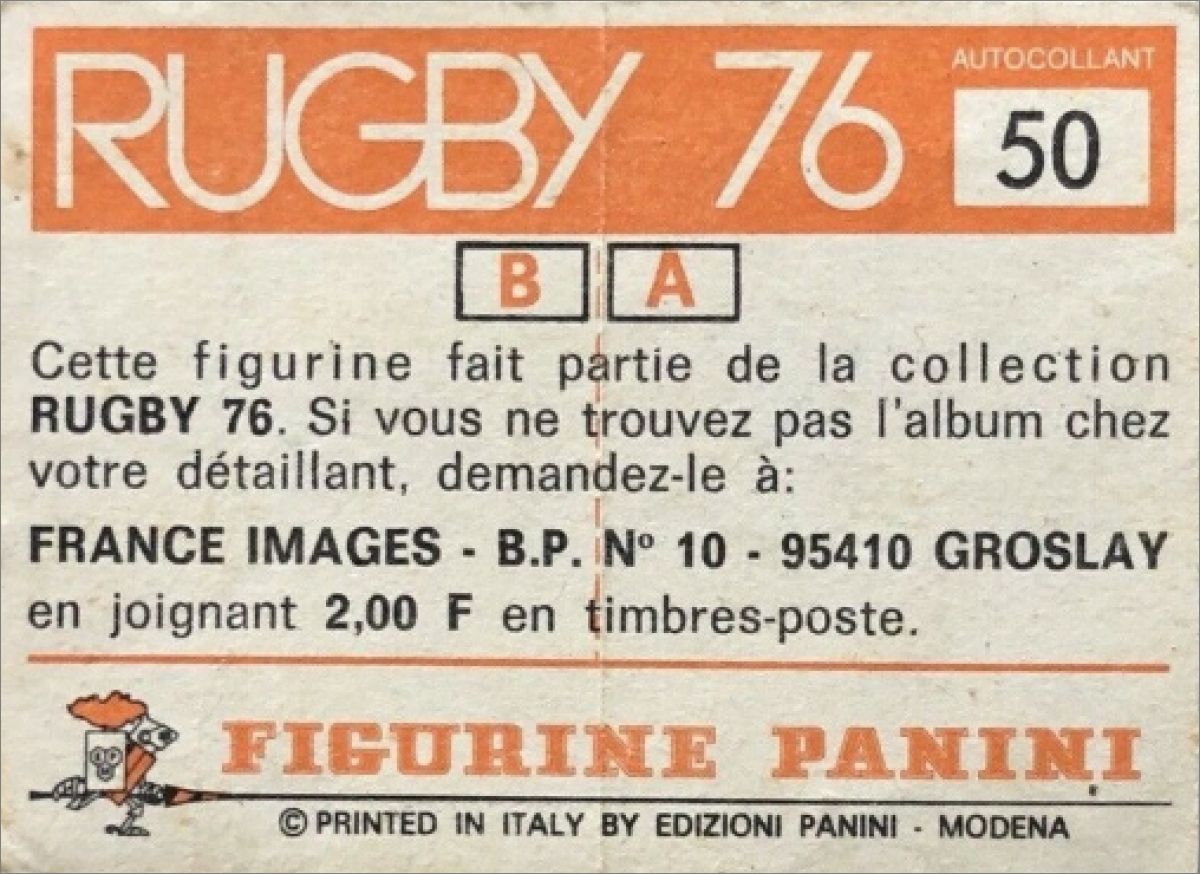 RUGBY 76
AUTOCOLLANT
50
B A
Cette figurine fait partie de la collection
RUGBY 76. Si vous ne trouvez pas l'album chez
votre détaillant, demandez-le à:
FRANCE IMAGES - B.P. Nº 10 - 95410 GROSLAY
en joignant 2,00 F en timbres-poste.
FIGURINE PANINI
© PRINTED IN ITALY BY EDIZIONI PANINI - MODENA